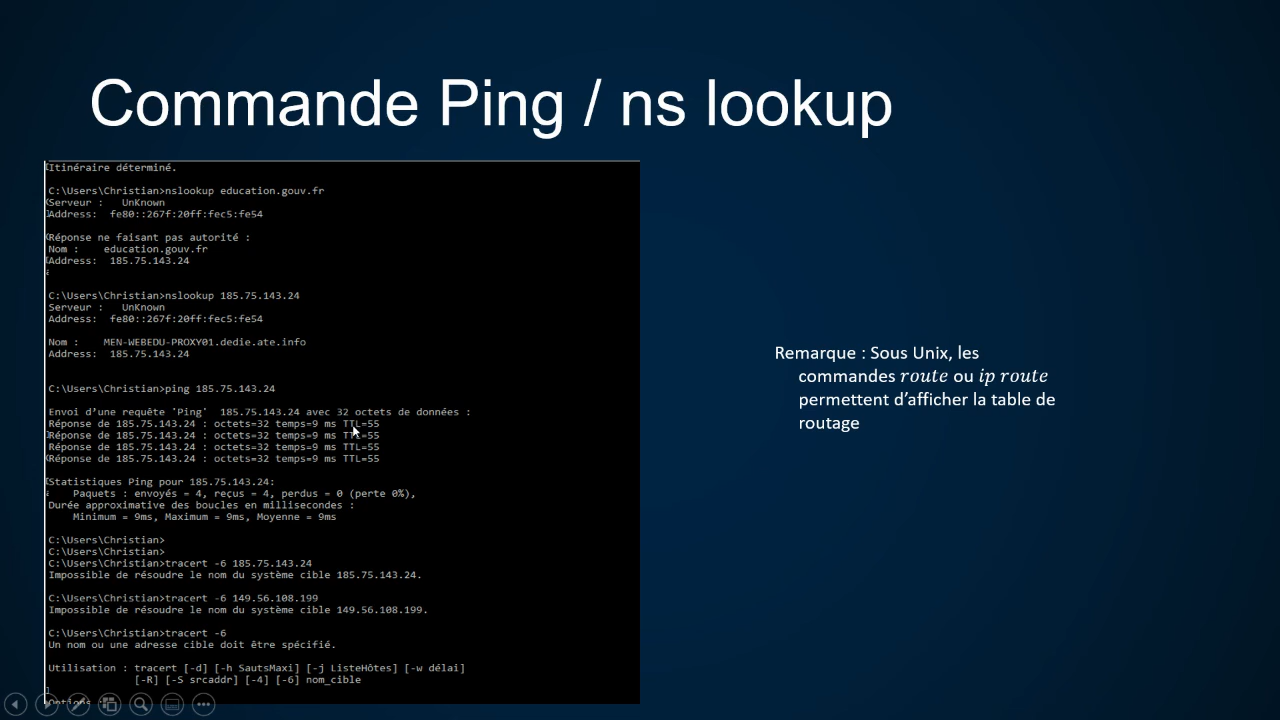 Commande Ping / ns lookup
Itinéraire déterminé.
C:\Users\Christian>nslookup education.gouv.fr
Serveur :   UnKnown
Address:  fe80::267f:20ff:fec5:fe54
Réponse ne faisant pas autorité :
Nom :    education.gouv.fr
Address:  185.75.143.24
C:\Users\Christian>nslookup 185.75.143.24
Serveur :   UnKnown
Address:  fe80::267f:20ff:fec5:fe54
Nom :    MEN-WEBEDU-PROXY01.dedie.ate.info
Address:  185.75.143.24
C:\Users\Christian>ping 185.75.143.24
Envoi d’une requête 'Ping'  185.75.143.24 avec 32 octets de données :
Réponse de 185.75.143.24 : octets=32 temps=9 ms TTL=55
Réponse de 185.75.143.24 : octets=32 temps=9 ms TTL=55
Réponse de 185.75.143.24 : octets=32 temps=9 ms TTL=55
Réponse de 185.75.143.24 : octets=32 temps=9 ms TTL=55
Statistiques Ping pour 185.75.143.24:
    Paquets : envoyés = 4, reçus = 4, perdus = 0 (perte 0%),
Durée approximative des boucles en millisecondes :
    Minimum = 9ms, Maximum = 9ms, Moyenne = 9ms
C:\Users\Christian>
C:\Users\Christian>
C:\Users\Christian>tracert -6 185.75.143.24
Impossible de résoudre le nom du système cible 185.75.143.24.
C:\Users\Christian>tracert -6 149.56.108.199
Impossible de résoudre le nom du système cible 149.56.108.199.
C:\Users\Christian>tracert -6
Un nom ou une adresse cible doit être spécifié.
Utilisation : tracert [-d] [-h SautsMaxi] [-j ListeHôtes] [-w délai]
              [-R] [-S srcaddr] [-4] [-6] nom_cible
Options :
Remarque : Sous Unix, les
commandes route ou ip route
permettent d’afficher la table de
routage